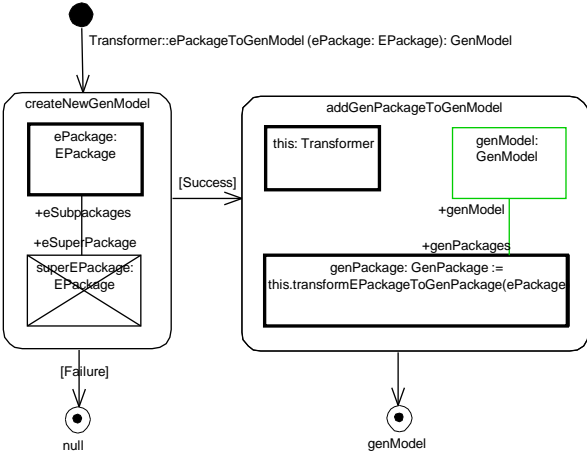 Transformer::ePackageToGenModel (ePackage: EPackage): GenModel
createNewGenModel
ePackage:
EPackage
+eSubpackages
+eSuperPackage
superEPackage:
EPackage
[Success]
addGenPackageToGenModel
this: Transformer
genModel:
GenModel
+genModel
+genPackages
genPackage: GenPackage :=
this.transformEPackageToGenPackage(ePackage
[Failure]
null
genModel